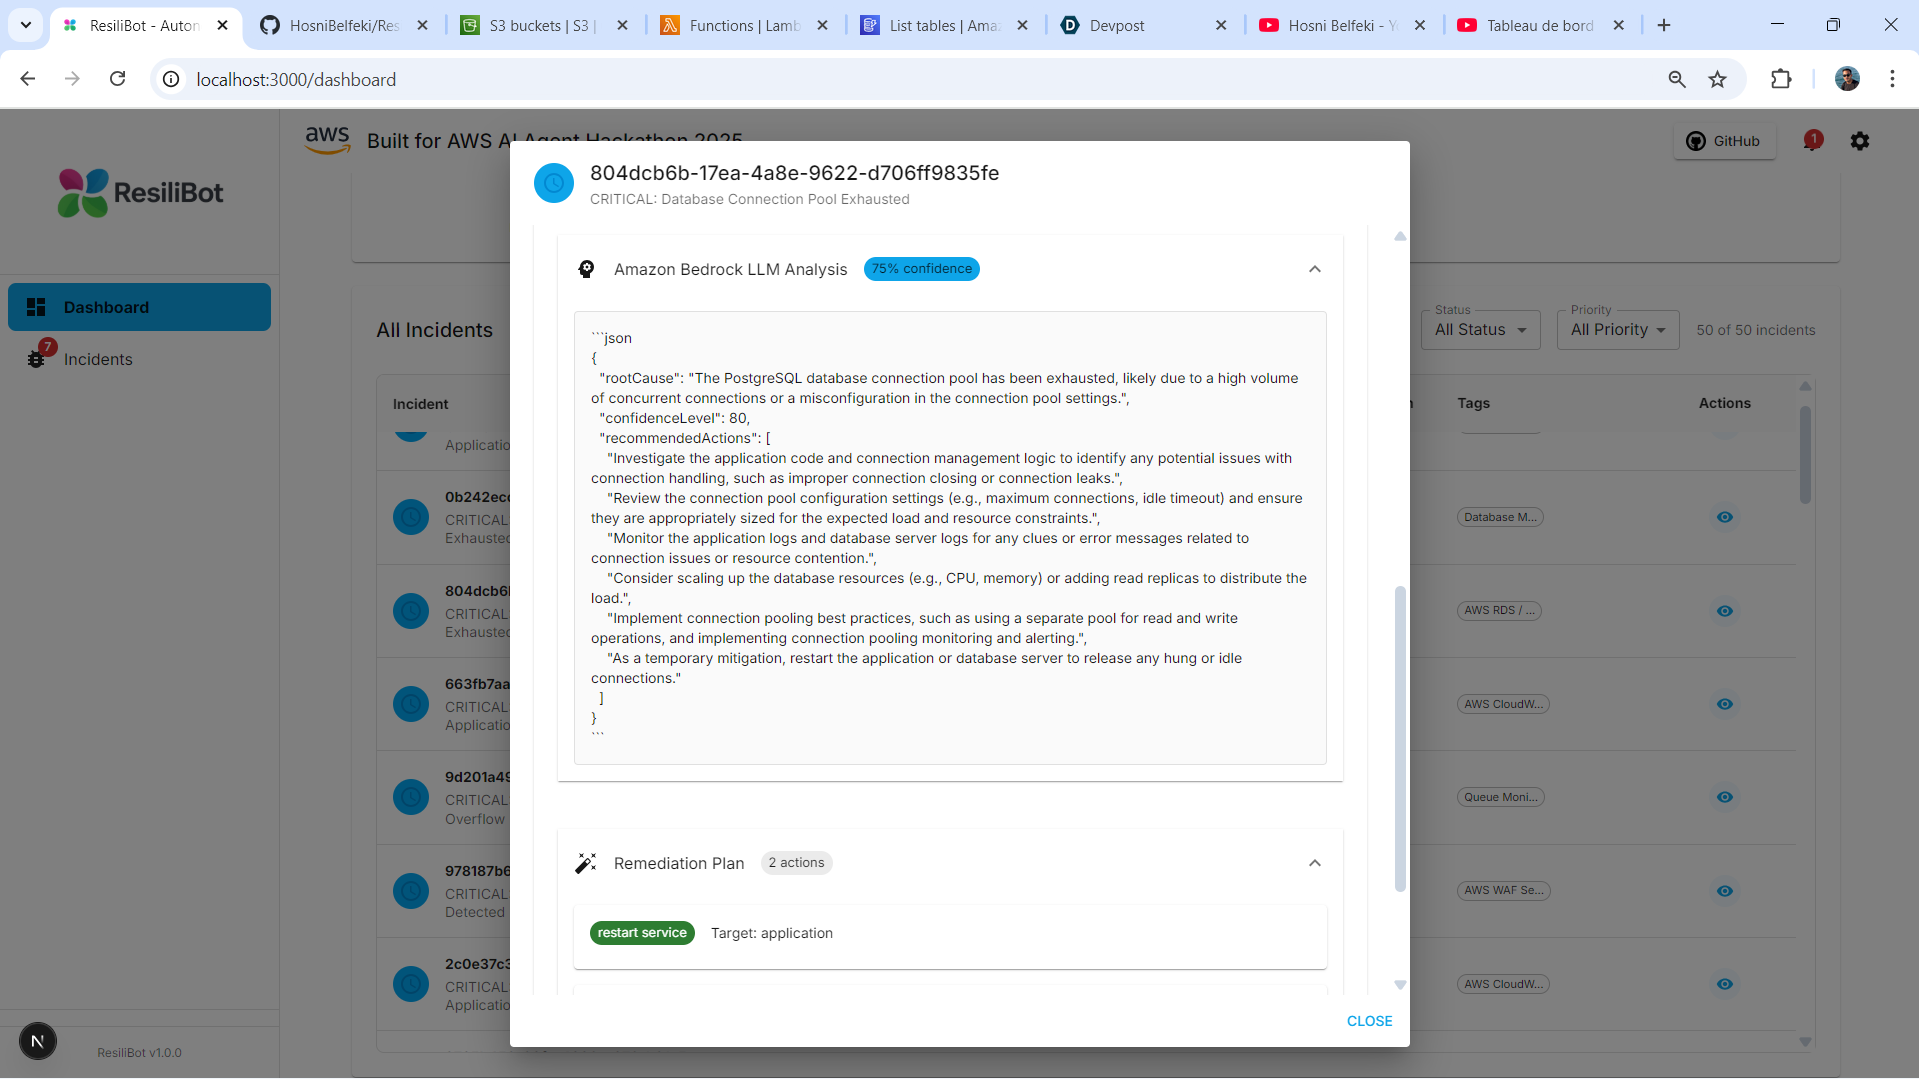 ResiliBot - Auton
HosniBelfeki/Res
S3 buckets | S3 |
Functions | Lamb
List tables | Amaz
Devpost
Hosni Belfeki - Yo
Tableau de bord
localhost:3000/dashboard
ResiliBot
aws
Built for AWS AI Agent Hackathon 2025
GitHub
1
Dashboard
7
Incidents
ResiliBot v1.0.0
N
All Incidents
Status
All Status
Priority
All Priority
50 of 50 incidents
Incident
Tags
Actions
Application
0b242ecc
CRITICAL:
Exhausted
Database M...
804dcb6b
CRITICAL:
Exhausted
AWS RDS / ...
663fb7aa
CRITICAL:
Application
AWS CloudW...
9d201a49
CRITICAL:
Overflow
Queue Moni...
978187b6
CRITICAL:
Detected
AWS WAF Se...
2c0e37c3
CRITICAL:
Application
AWS CloudW...
804dcb6b-17ea-4a8e-9622-d706ff9835fe
CRITICAL: Database Connection Pool Exhausted
Amazon Bedrock LLM Analysis
75% confidence
```json
{
"rootCause": "The PostgreSQL database connection pool has been exhausted, likely due to a high volume
of concurrent connections or a misconfiguration in the connection pool settings.",
"confidenceLevel": 80,
"recommendedActions": [
"Investigate the application code and connection management logic to identify any potential issues with
connection handling, such as improper connection closing or connection leaks.",
"Review the connection pool configuration settings (e.g., maximum connections, idle timeout) and ensure
they are appropriately sized for the expected load and resource constraints.",
"Monitor the application logs and database server logs for any clues or error messages related to
connection issues or resource contention.",
"Consider scaling up the database resources (e.g., CPU, memory) or adding read replicas to distribute the
load.",
"Implement connection pooling best practices, such as using a separate pool for read and write
operations, and implementing connection pooling monitoring and alerting.",
"As a temporary mitigation, restart the application or database server to release any hung or idle
connections."
]
}
```
Remediation Plan
2 actions
restart service
Target: application
CLOSE